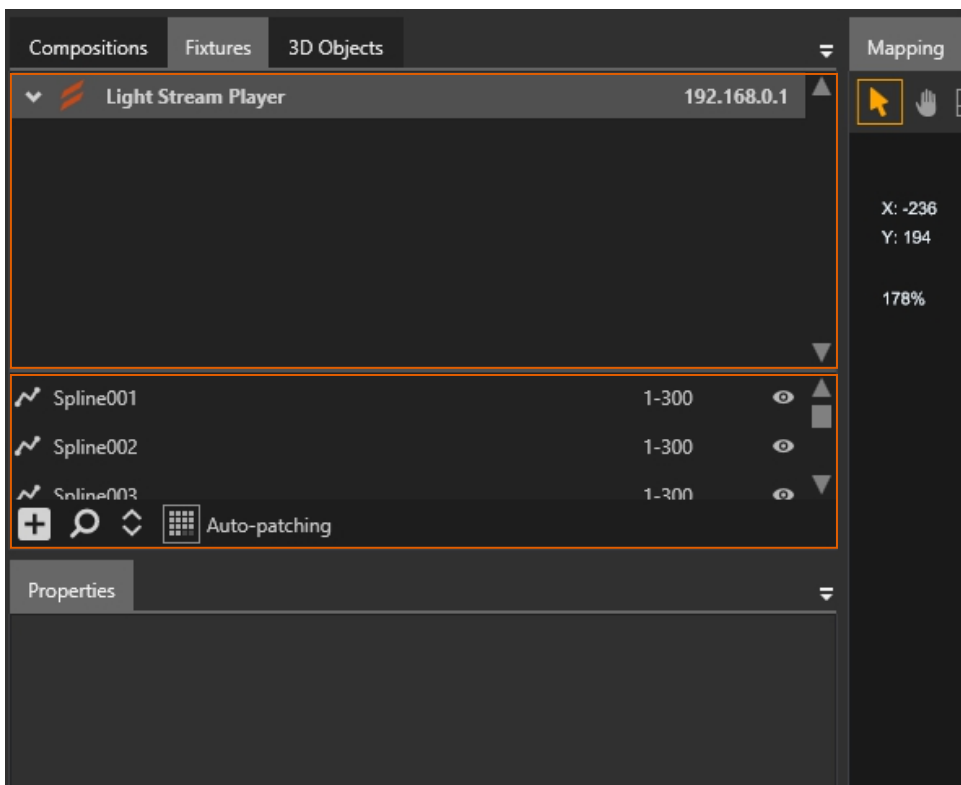 Compositions Fixtures 3D Objects Mapping
Light Stream Player 192.168.0.1
X: -236
Y: 194
178%
Spline001 1-300
Spline002 1-300
Spline003 1-300
Auto-patching
Properties